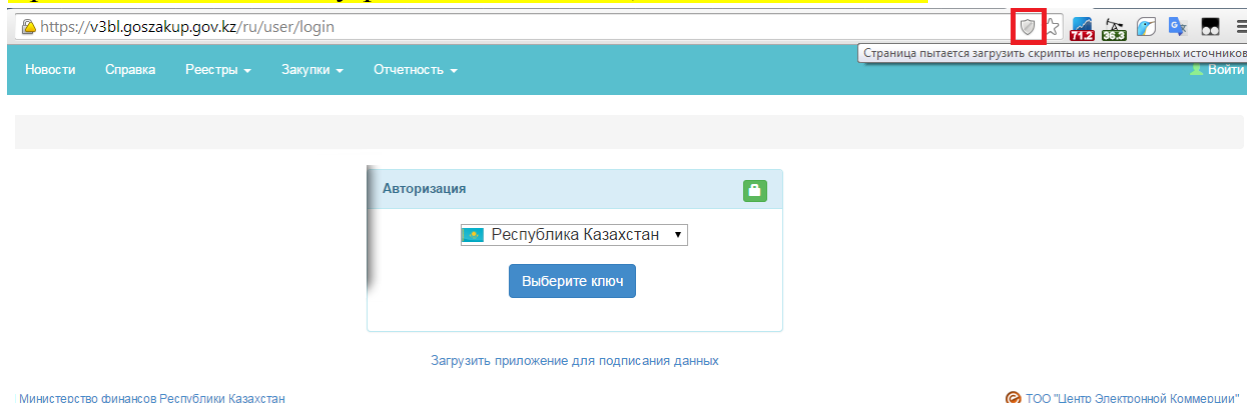 https://v3bl.goszakup.gov.kz/ru/user/login
71.2 36.3
Страница пытается загрузить скрипты из непроверенных источников
Новости Справка Реестры Закупки Отчетность Войти
Авторизация
Республика Казахстан
Выберите ключ
Загрузить приложение для подписания данных
Министерство финансов Республики Казахстан ТОО "Центр Электронной Коммерции"